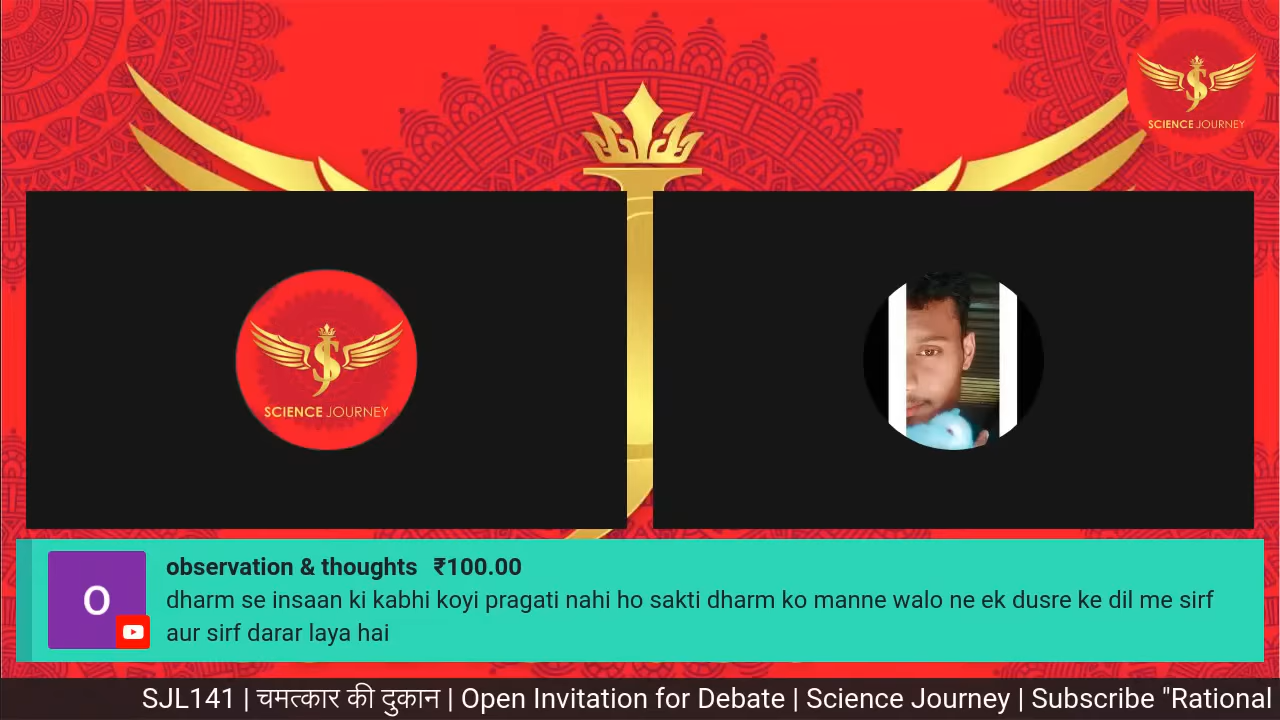 SCIENCE JOURNEY
SCIENCE JOURNEY
observation & thoughts ₹100.00
O
dharm se insaan ki kabhi koyi pragati nahi ho sakti dharm ko manne walo ne ek dusre ke dil me sirf
aur sirf darar laya hai
SJL141 | चमत्कार की दुकान | Open Invitation for Debate | Science Journey | Subscribe "Rational